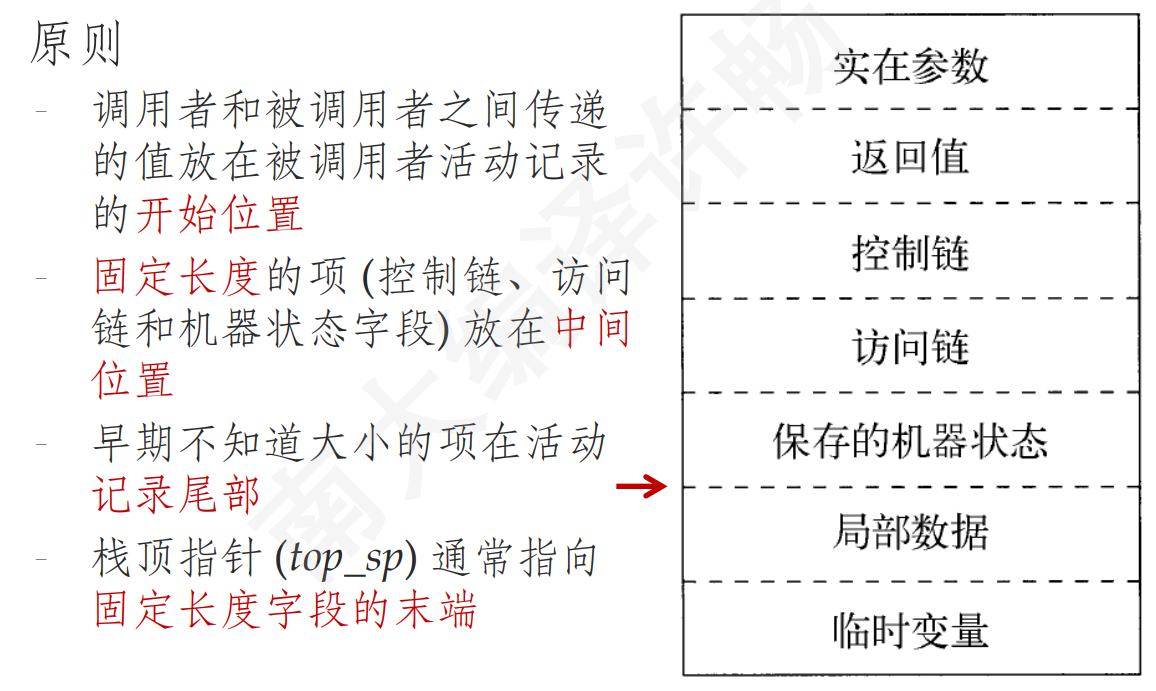 原则
- 调用者和被调用者之间传递
的值放在被调用者活动记录
的开始位置
- 固定长度的项 (控制链、访问
链和机器状态字段) 放在中间
位置
- 早期不知道大小的项在活动
记录尾部
- 栈顶指针 (top_sp) 通常指向
固定长度字段的末端
实在参数
返回值
控制链
访问链
保存的机器状态
局部数据
临时变量
南大编译许畅